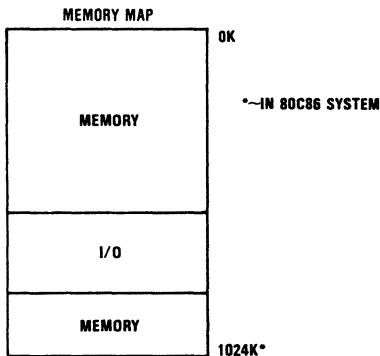 MEMORY MAP
0K
*~IN 80C86 SYSTEM
MEMORY
I/O
MEMORY
1024K*